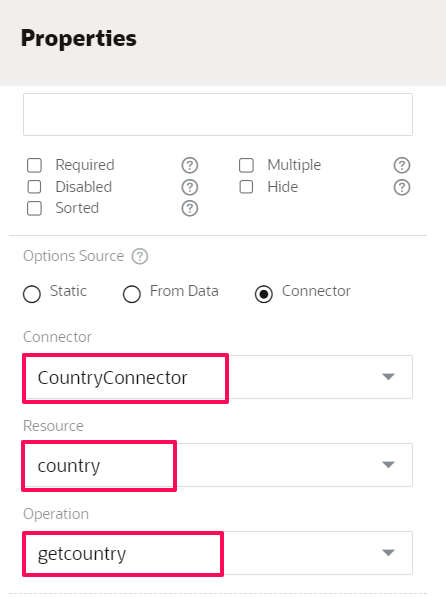 Properties
Required ? Multiple ?
Disabled ? Hide ?
Sorted ?
Options Source ?
Static From Data Connector
Connector
CountryConnector
Resource
country
Operation
getcountry